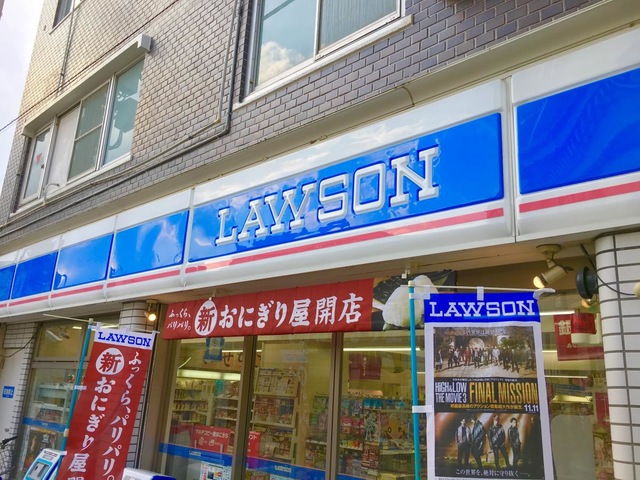 LAWSON
ふっくら、
パリパリ。
新おにぎり屋開店
LAWSON
ふっくら、パリパリ。
新おにぎり屋
LAWSON
HiGH&LOW
THE MOVIE 3
FINAL MISSION
11.11
この世界を、絶対に守り抜く――。
LAWSON